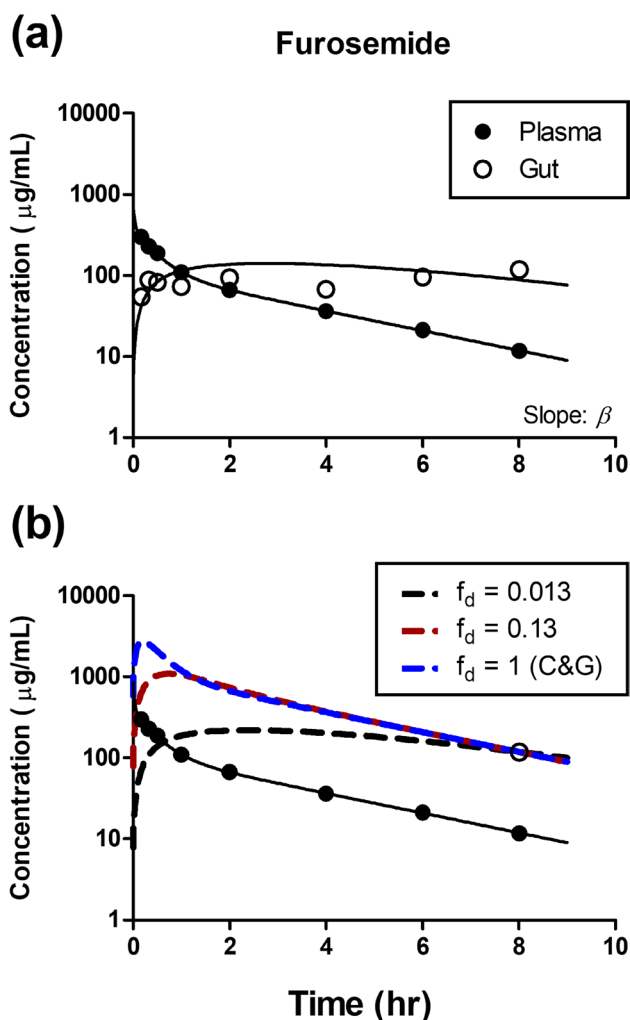 (a)
Furosemide
Concentration ( μg/mL)
10000
1000
100
10
1
Plasma
Gut
Slope: β
0 2 4 6 8 10
(b)
Concentration ( μg/mL)
10000
1000
100
10
1
f_d = 0.013
f_d = 0.13
f_d = 1 (C&G)
0 2 4 6 8 10
Time (hr)